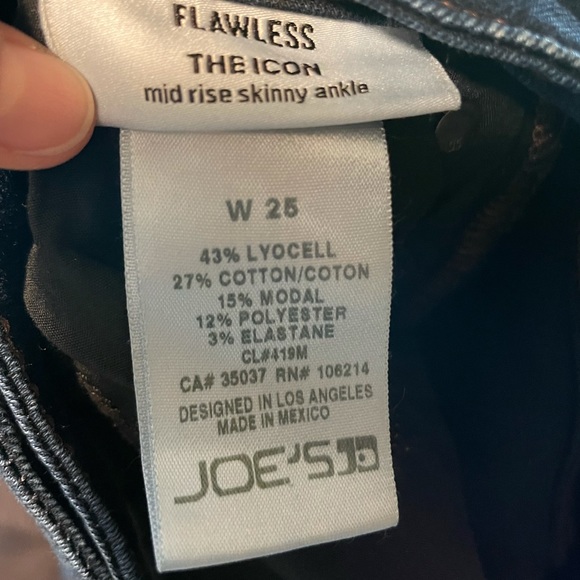 FLAWLESS
THE ICON
mid rise skinny ankle
W 25
43% LYOCELL
27% COTTON/COTON
15% MODAL
12% POLYESTER
3% ELASTANE
CL#419M
CA# 35037 RN# 106214
DESIGNED IN LOS ANGELES
MADE IN MEXICO
JOE'S